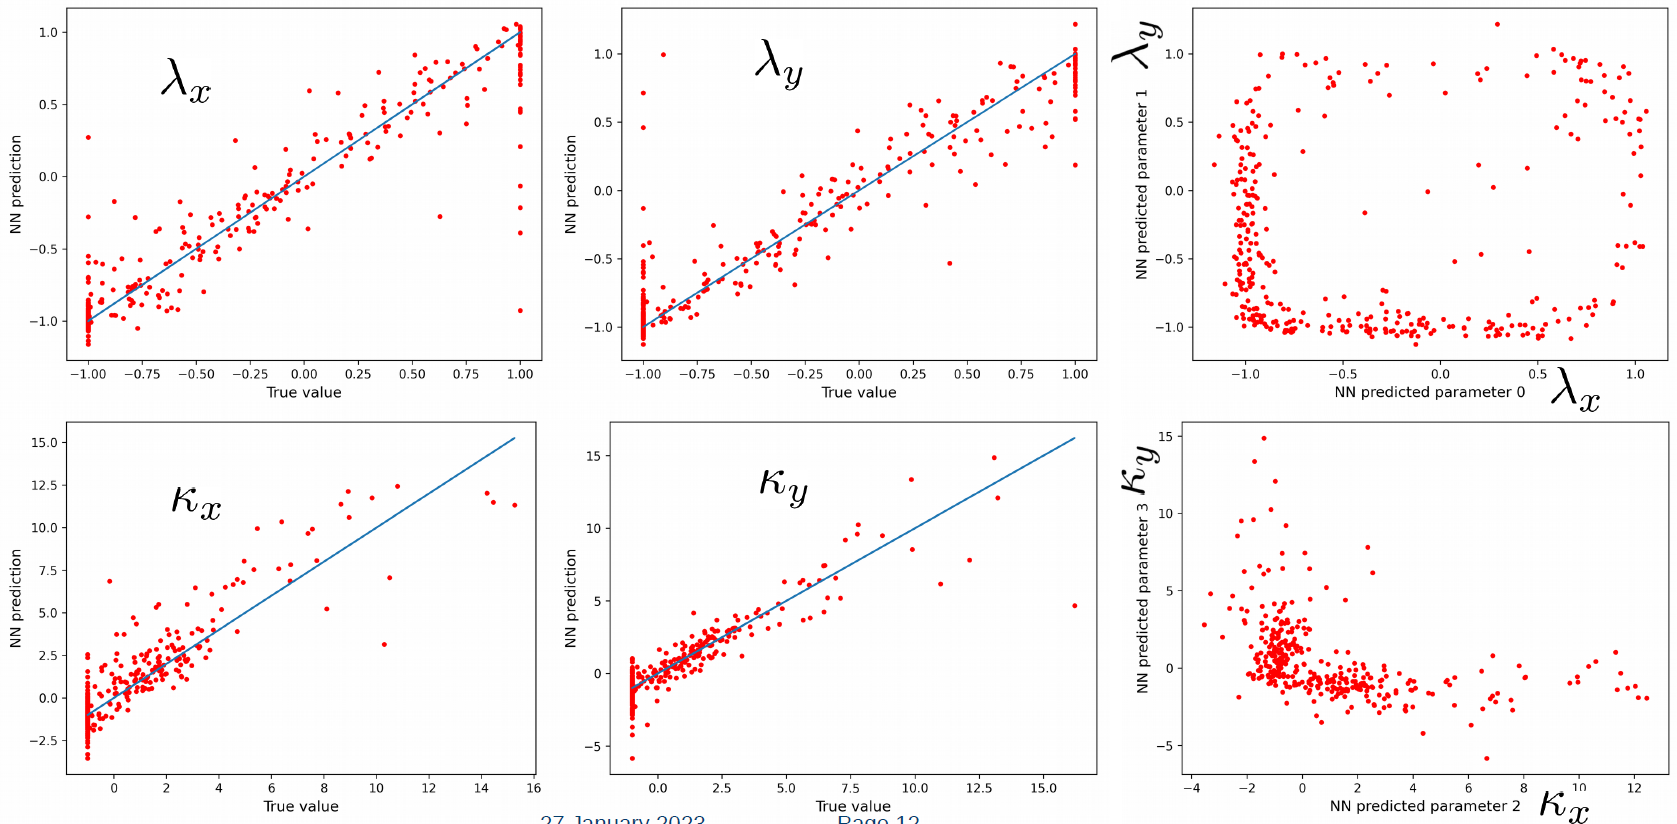 λx
NN prediction
1.0
0.5
0.0
−0.5
−1.0
−1.00 −0.75 −0.50 −0.25 0.00 0.25 0.50 0.75 1.00
True value
λy
NN prediction
1.0
0.5
0.0
−0.5
−1.0
−1.00 −0.75 −0.50 −0.25 0.00 0.25 0.50 0.75 1.00
True value
λy
NN predicted parameter 1
1.0
0.5
0.0
−0.5
−1.0
−1.0 −0.5 0.0 0.5 1.0
NN predicted parameter 0 λx
κx
NN prediction
15.0
12.5
10.0
7.5
5.0
2.5
0.0
−2.5
0 2 4 6 8 10 12 14 16
True value
κy
NN prediction
15
10
5
0
−5
0.0 2.5 5.0 7.5 10.0 12.5 15.0
True value
κy
NN predicted parameter 3
15
10
5
0
−5
−4 −2 0 2 4 6 8 10 12
NN predicted parameter 2 κx
27 January 2023 Page 12